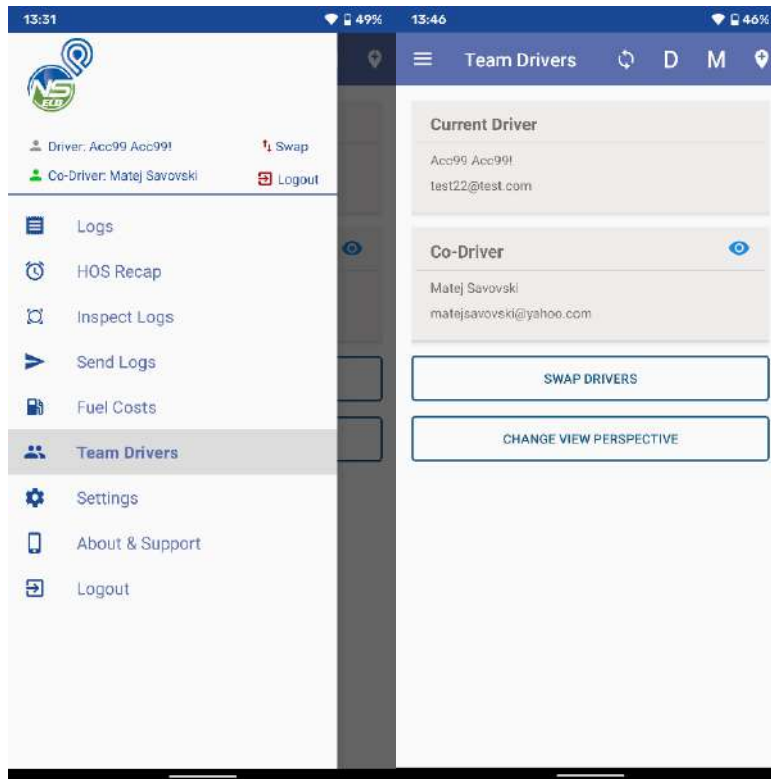 13:31
49%
NS
ELD
Driver: Acc99 Acc99!
Swap
Co-Driver: Matej Savovski
Logout
Logs
HOS Recap
Inspect Logs
Send Logs
Fuel Costs
Team Drivers
Settings
About & Support
Logout
13:46
46%
Team Drivers
D
M
Current Driver
Acc99 Acc99!
test22@test.com
Co-Driver
Matej Savovski
matejsavovski@yahoo.com
SWAP DRIVERS
CHANGE VIEW PERSPECTIVE